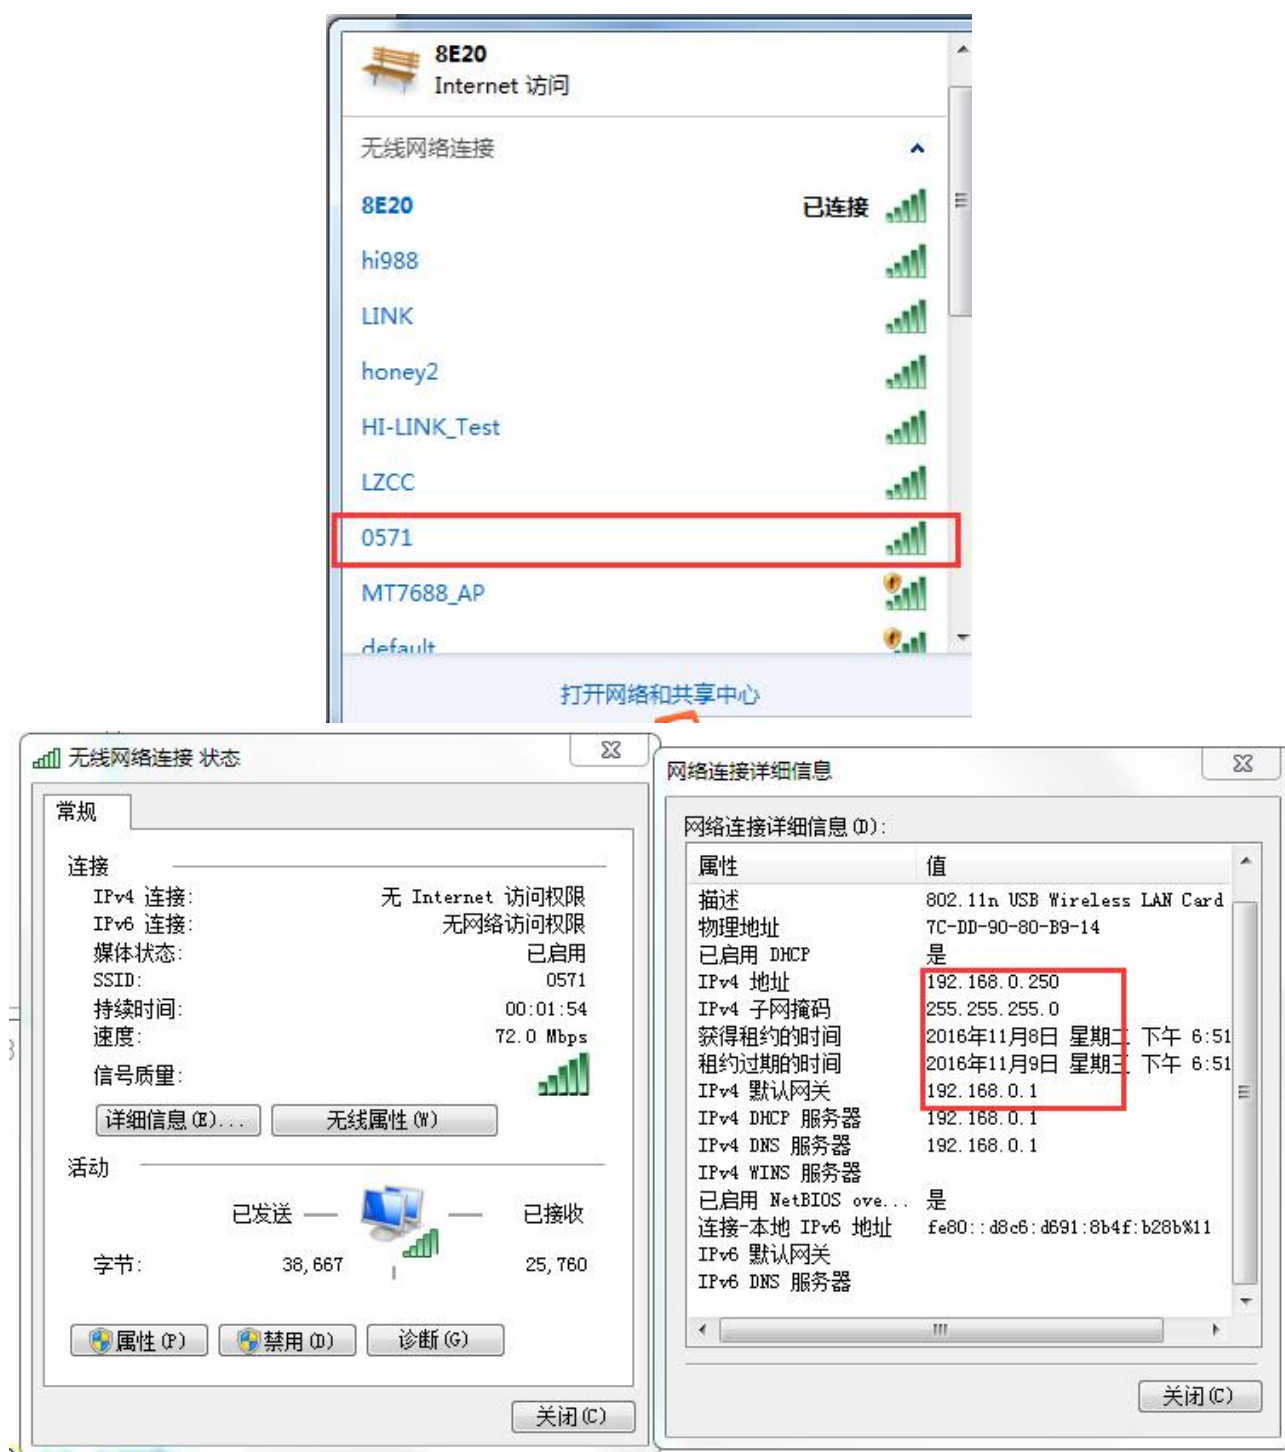 8E20
Internet 访问
无线网络连接
8E20 已连接
hi988
LINK
honey2
HI-LINK_Test
LZCC
0571
MT7688_AP
default
打开网络和共享中心
无线网络连接 状态
常规
连接
IPv4 连接: 无 Internet 访问权限
IPv6 连接: 无网络访问权限
媒体状态: 已启用
SSID: 0571
持续时间: 00:01:54
速度: 72.0 Mbps
信号质量:
详细信息(E)... 无线属性(W)
活动
已发送 — — 已接收
字节: 38,667 25,760
属性(P) 禁用(D) 诊断(G)
关闭(C)
网络连接详细信息
网络连接详细信息(D):
属性 值
描述 802.11n USB Wireless LAN Card
物理地址 7C-DD-90-80-B9-14
已启用 DHCP 是
IPv4 地址 192.168.0.250
IPv4 子网掩码 255.255.255.0
获得租约的时间 2016年11月8日 星期二 下午 6:51
租约过期的时间 2016年11月9日 星期三 下午 6:51
IPv4 默认网关 192.168.0.1
IPv4 DHCP 服务器 192.168.0.1
IPv4 DNS 服务器 192.168.0.1
IPv4 WINS 服务器
已启用 NetBIOS ove... 是
连接-本地 IPv6 地址 fe80::d8c6:d691:8b4f:b28b%11
IPv6 默认网关
IPv6 DNS 服务器
关闭(C)